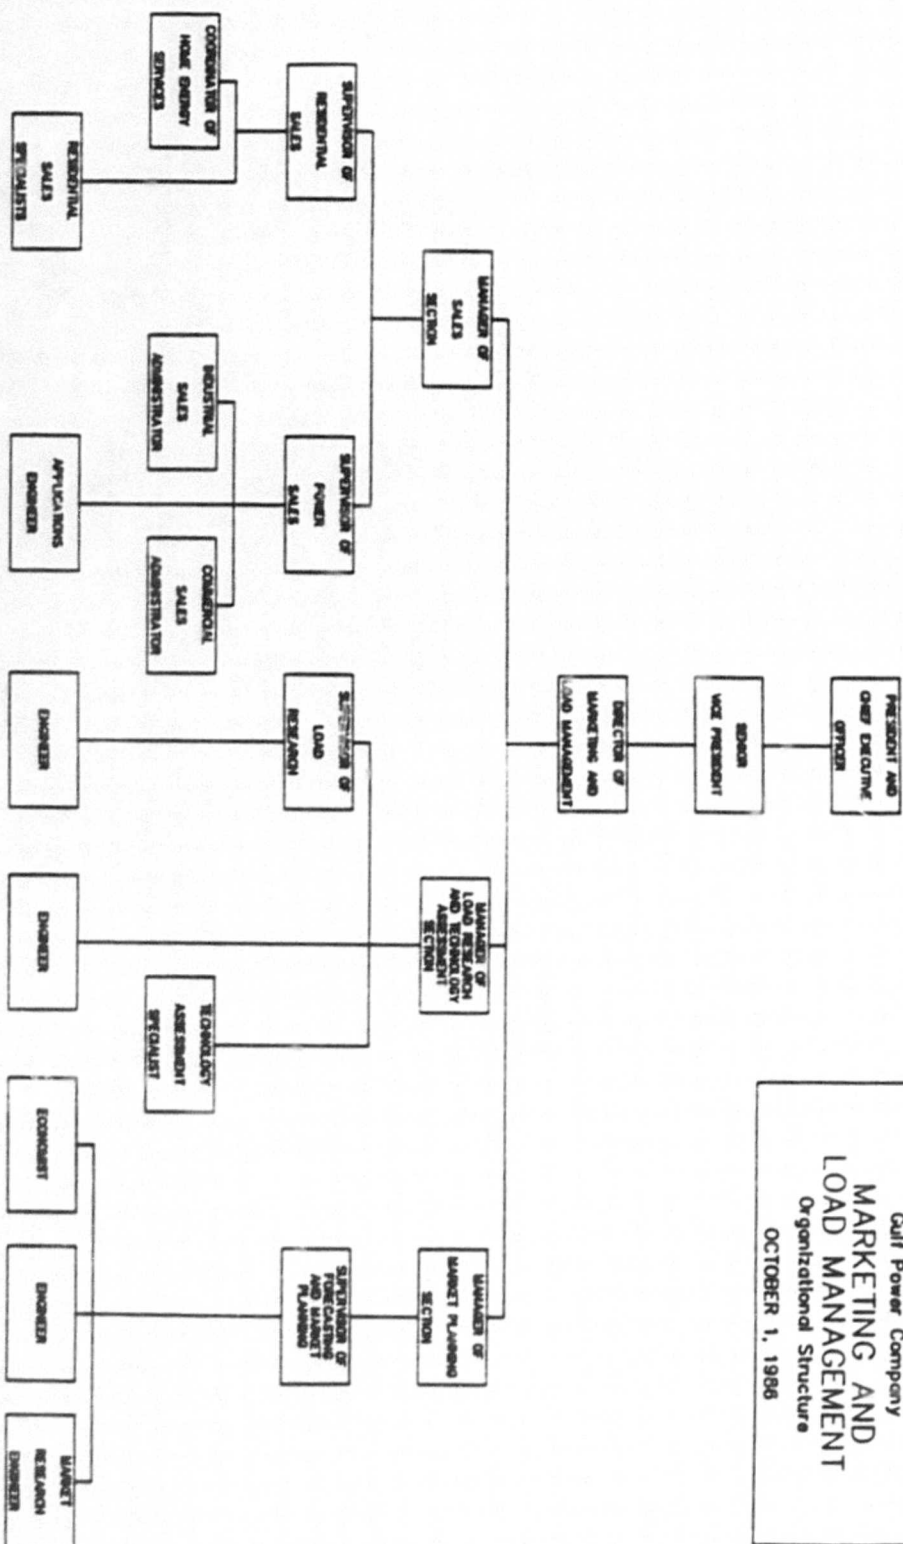 Gulf Power Company
MARKETING AND
LOAD MANAGEMENT
Organizational Structure
OCTOBER 1, 1986
PRESIDENT AND
CHIEF EXECUTIVE
OFFICER
SENIOR
VICE PRESIDENT
DIRECTOR OF
MARKETING AND
LOAD MANAGEMENT
MANAGER OF
SALES
SECTION
MANAGER OF
LOAD RESEARCH
AND TECHNOLOGY
ASSESSMENT
SECTION
MANAGER OF
MARKET PLANNING
SECTION
SUPERVISOR OF
RESIDENTIAL
SALES
SUPERVISOR OF
POWER
SALES
SUPERVISOR OF
LOAD
RESEARCH
SUPERVISOR OF
FORECASTING
AND MARKET
PLANNING
COORDINATOR OF
HOME ENERGY
SERVICES
INDUSTRIAL
SALES
ADMINISTRATOR
COMMERCIAL
SALES
ADMINISTRATOR
TECHNOLOGY
ASSESSMENT
SPECIALIST
RESIDENTIAL
SALES
SPECIALISTS
APPLICATIONS
ENGINEER
ENGINEER
ENGINEER
ECONOMIST
ENGINEER
MARKET
RESEARCH
ENGINEER